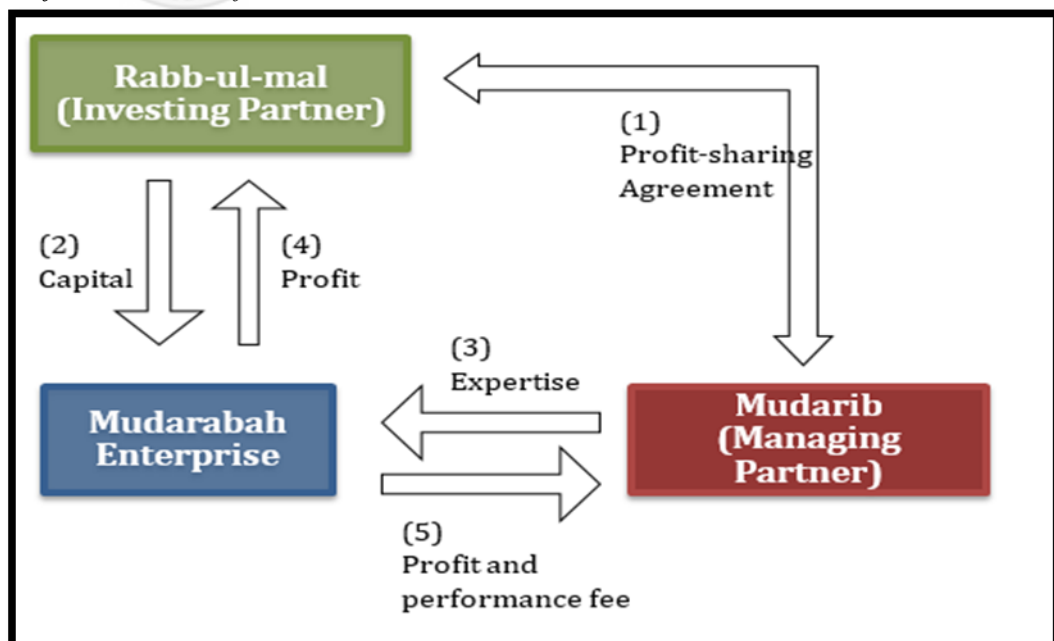 Rabb-ul-mal
(Investing Partner)
(1)
Profit-sharing
Agreement
(2)
Capital
(4)
Profit
(3)
Expertise
Mudarabah
Enterprise
Mudarib
(Managing
Partner)
(5)
Profit and
performance fee